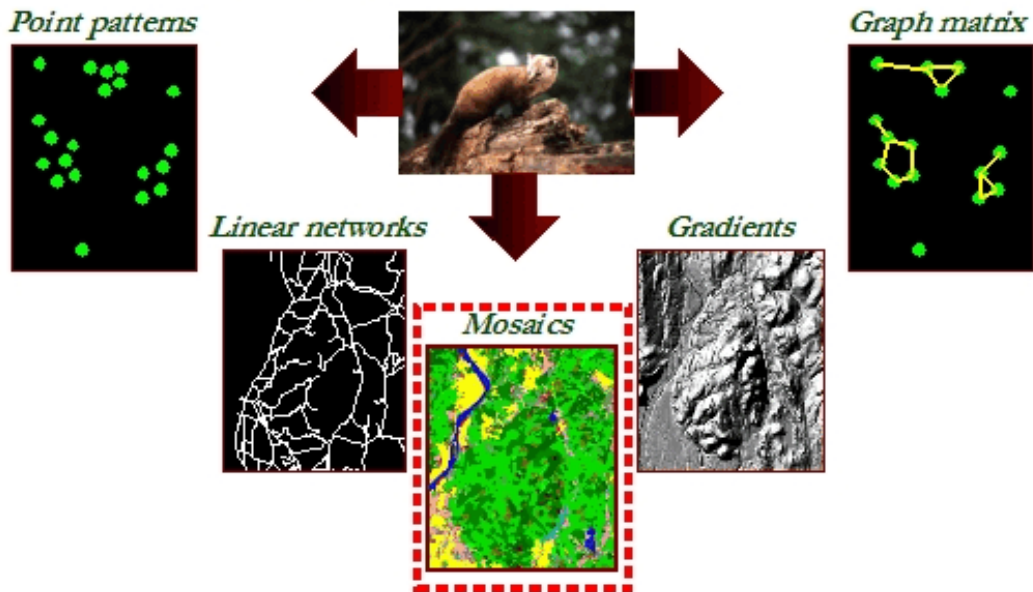 Point patterns
Graph matrix
Linear networks
Gradients
Mosaics